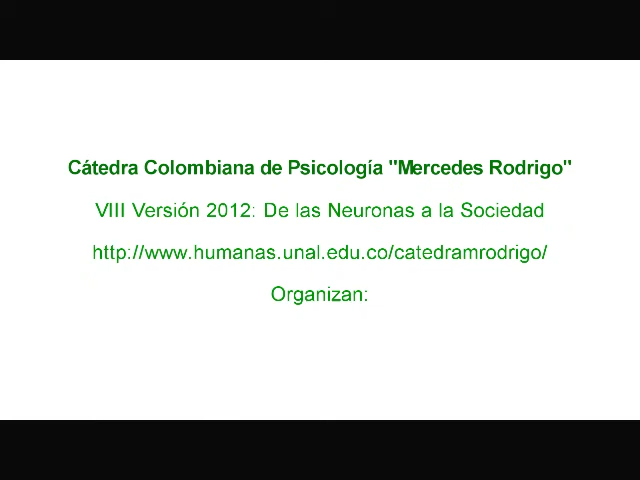 Cátedra Colombiana de Psicología "Mercedes Rodrigo"
VIII Versión 2012: De las Neuronas a la Sociedad
http://www.humanas.unal.edu.co/catedramrodrigo/
Organizan: